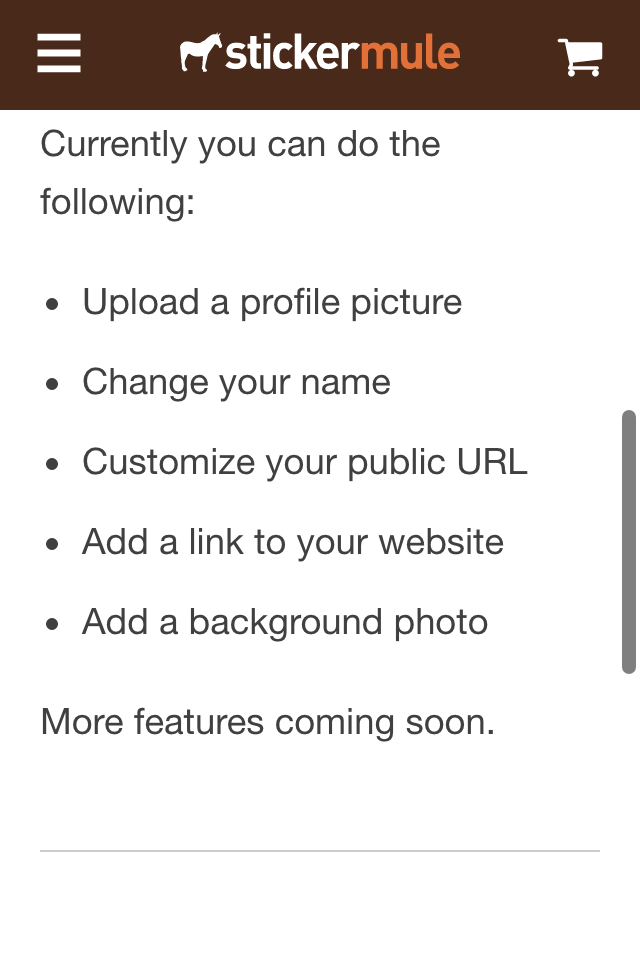 stickermule
Currently you can do the
following:
• Upload a profile picture
• Change your name
• Customize your public URL
• Add a link to your website
• Add a background photo
More features coming soon.